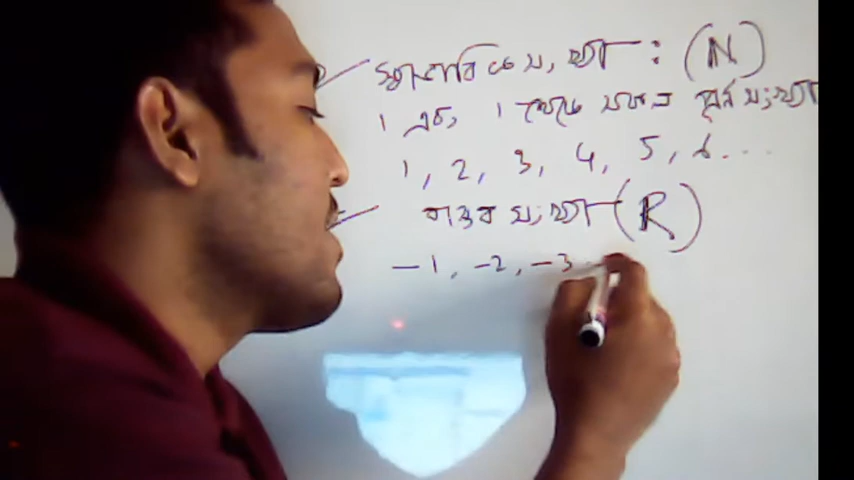 স্বাভাবিক সংখ্যা : (N)
1 এবং 1 থেকে সকল পূর্ন সংখ্যা
1, 2, 3, 4, 5, 6...
বাস্তব সংখ্যা (R)
-1, -2, -3